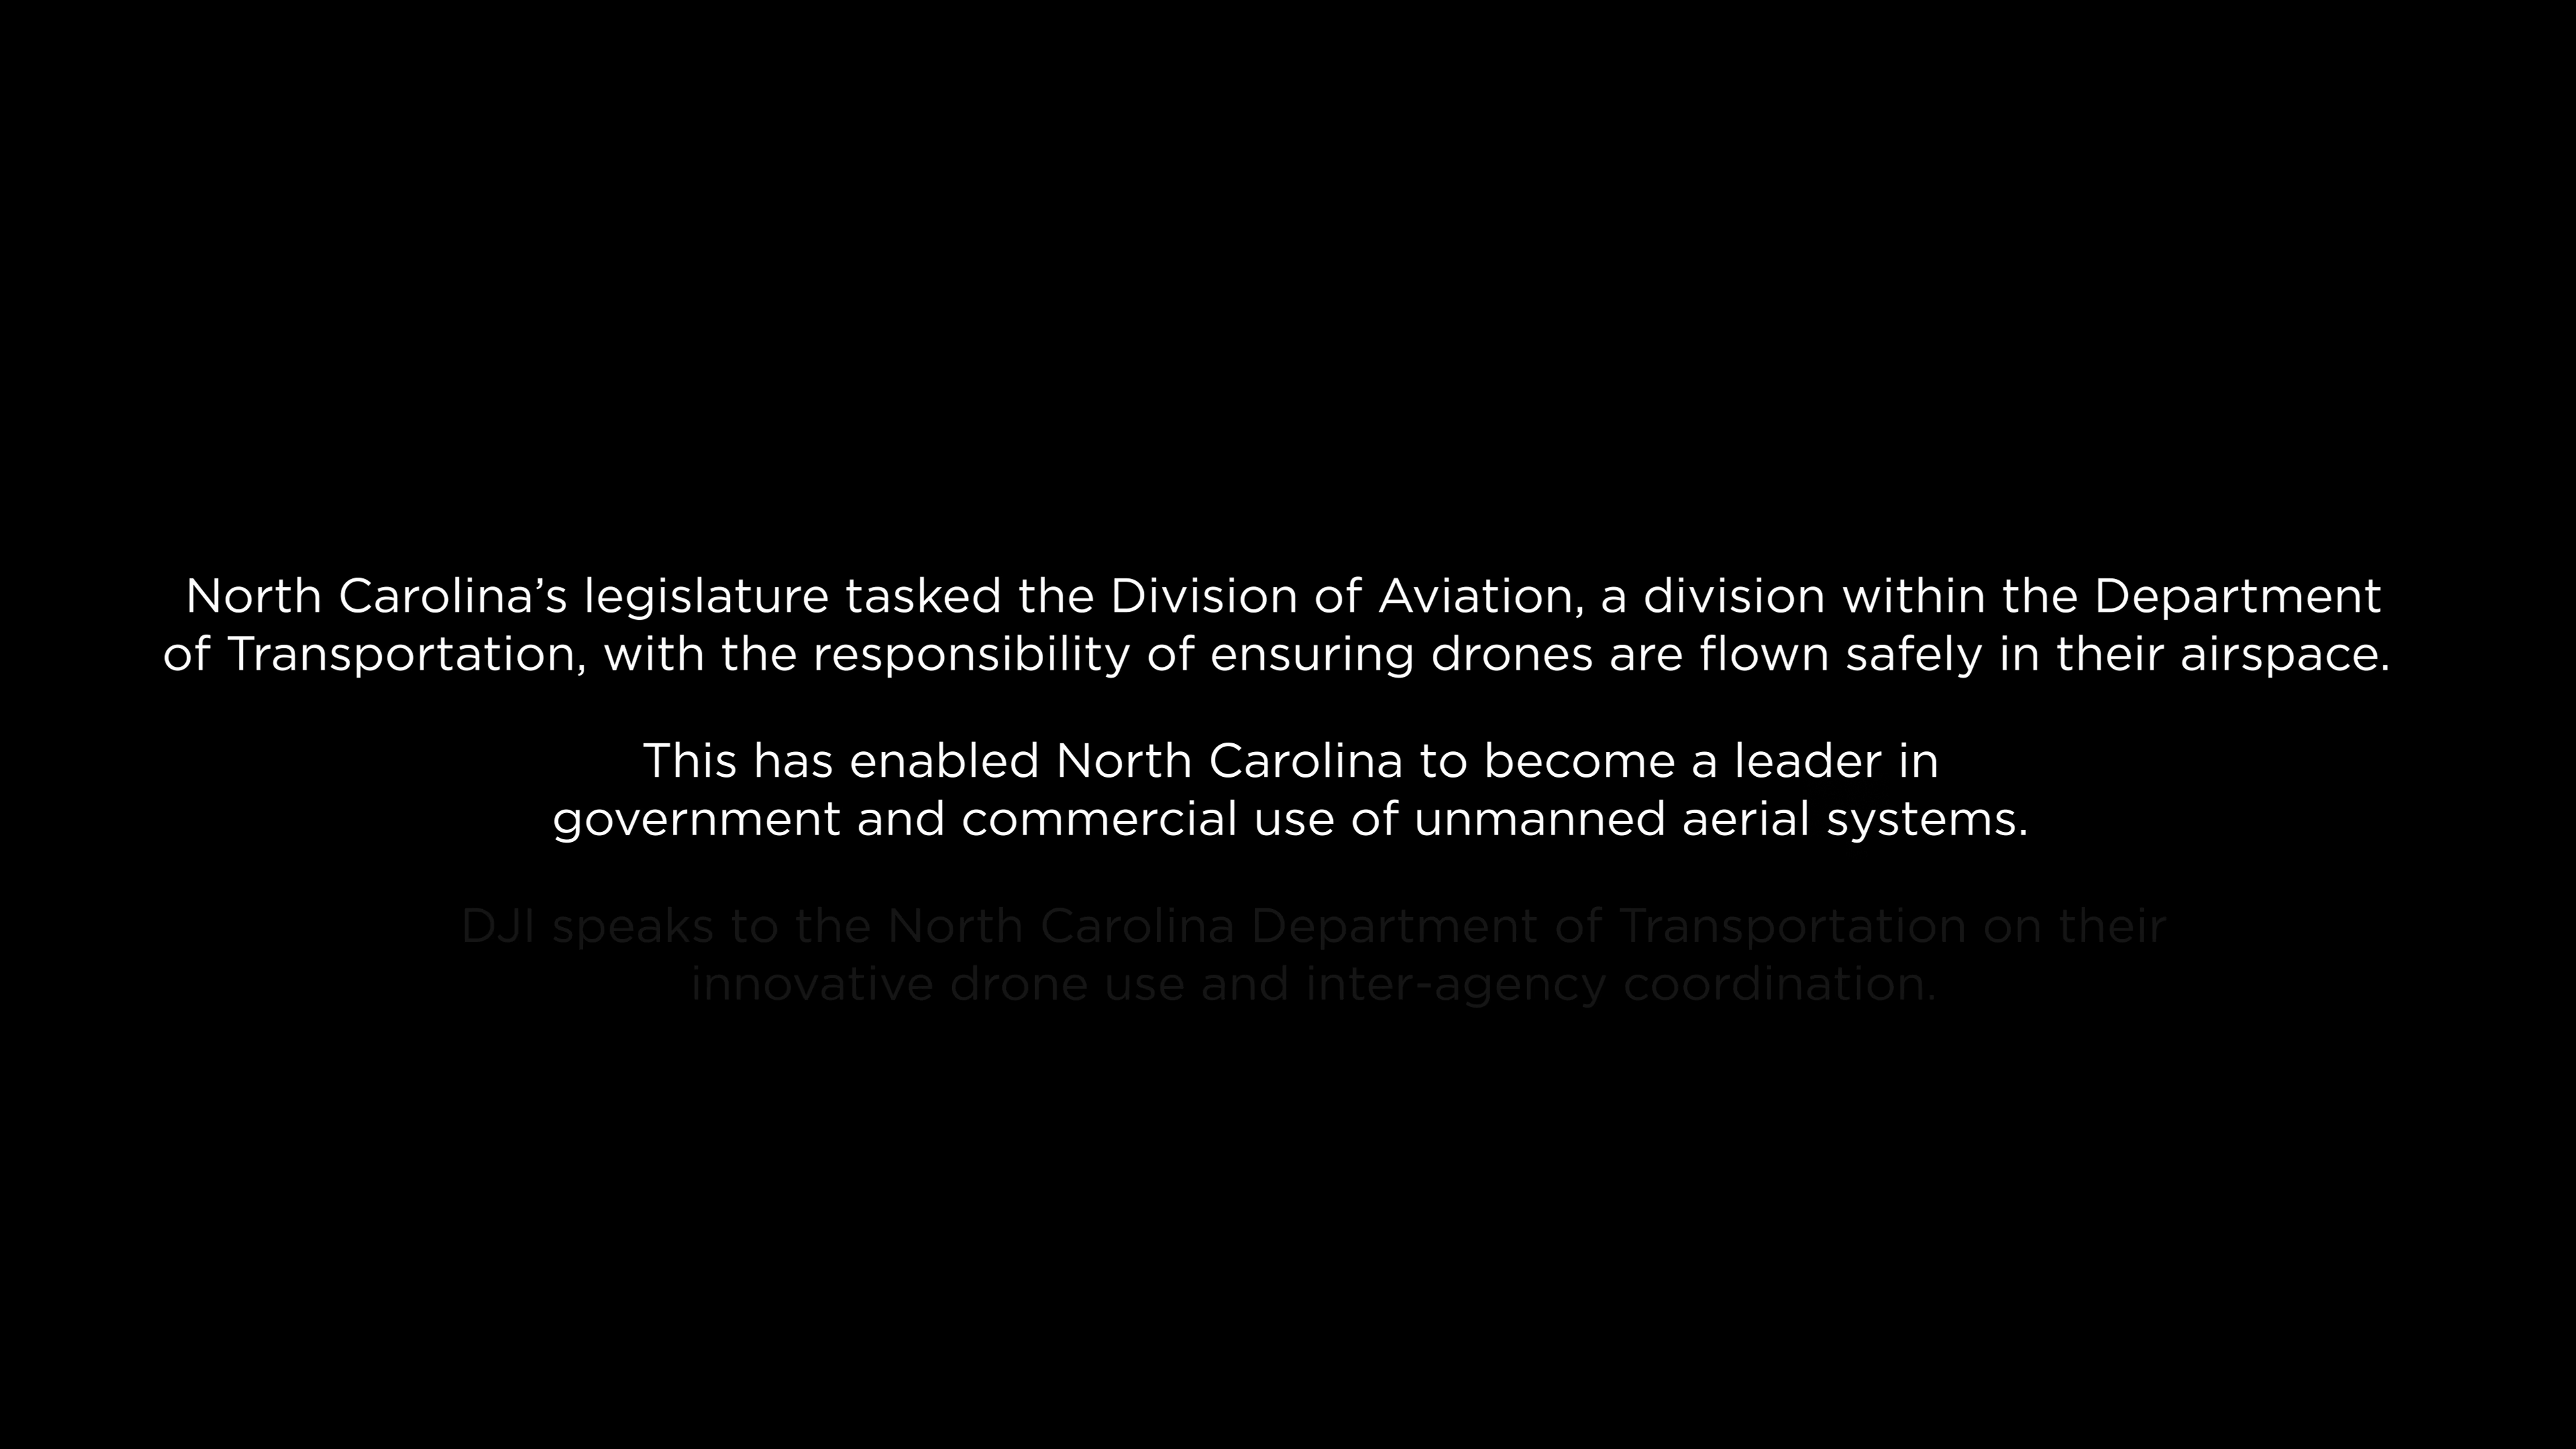 North Carolina’s legislature tasked the Division of Aviation, a division within the Department
of Transportation, with the responsibility of ensuring drones are flown safely in their airspace.
This has enabled North Carolina to become a leader in
government and commercial use of unmanned aerial systems.
DJI speaks to the North Carolina Department of Transportation on their
innovative drone use and inter-agency coordination.